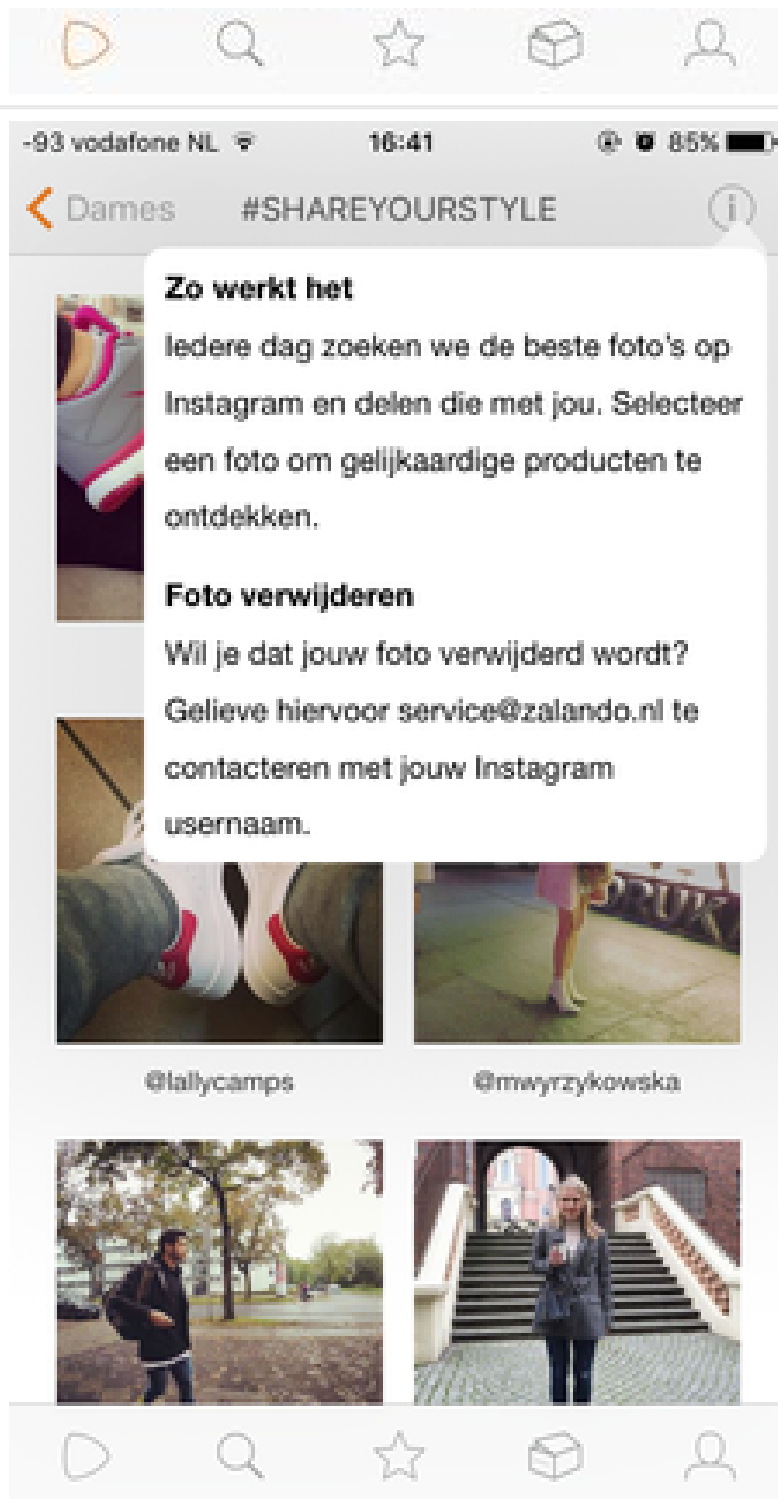 -93 vodafone NL 16:41 85%
Dames #SHAREYOURSTYLE
Zo werkt het
Iedere dag zoeken we de beste foto's op
Instagram en delen die met jou. Selecteer
een foto om gelijkaardige producten te
ontdekken.
Foto verwijderen
Wil je dat jouw foto verwijderd wordt?
Gelieve hiervoor service@zalando.nl te
contacteren met jouw Instagram
usernaam.
@lallycamps @mwyrzykowska